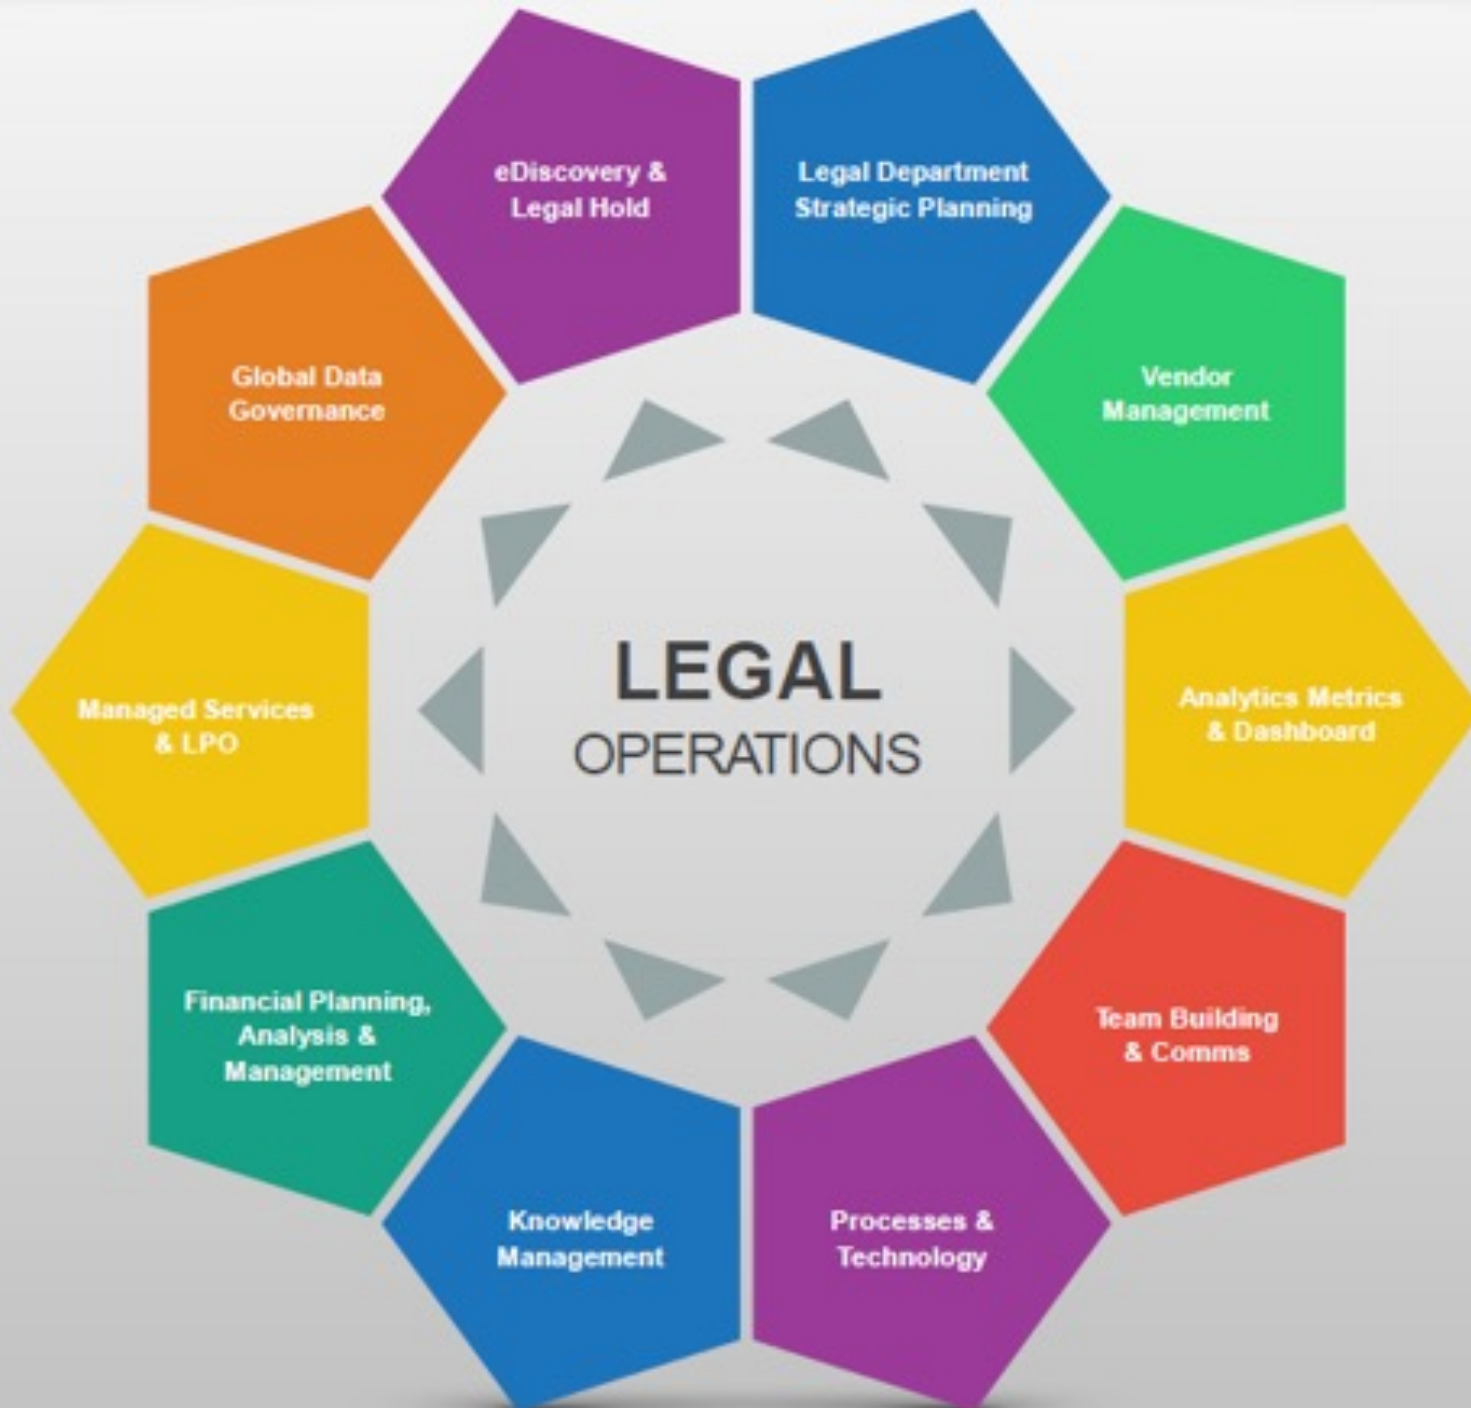 eDiscovery &
Legal Hold
Legal Department
Strategic Planning
Vendor
Management
Analytics Metrics
& Dashboard
Team Building
& Comms
Processes &
Technology
Knowledge
Management
Financial Planning,
Analysis &
Management
Managed Services
& LPO
Global Data
Governance
LEGAL
OPERATIONS